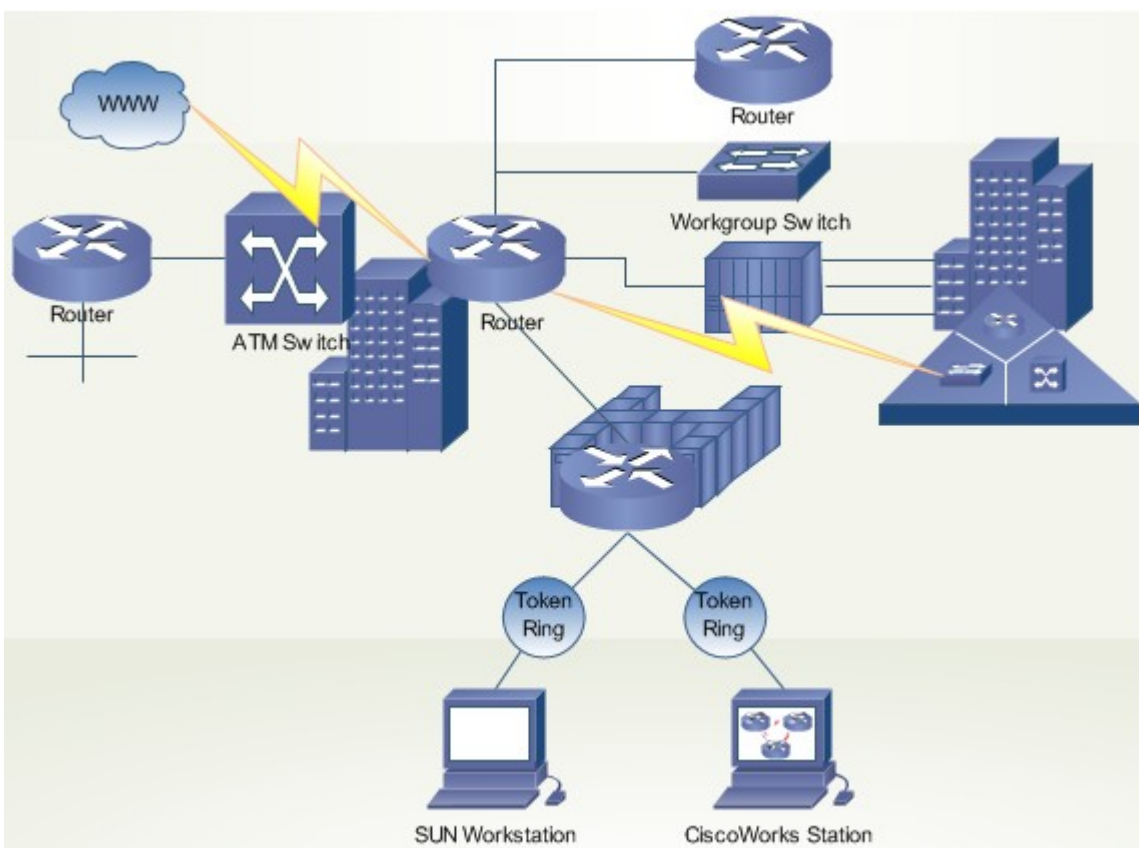 WWW
Router
Workgroup Switch
Router
ATM Switch
Router
Token
Ring
Token
Ring
SUN Workstation
CiscoWorks Station